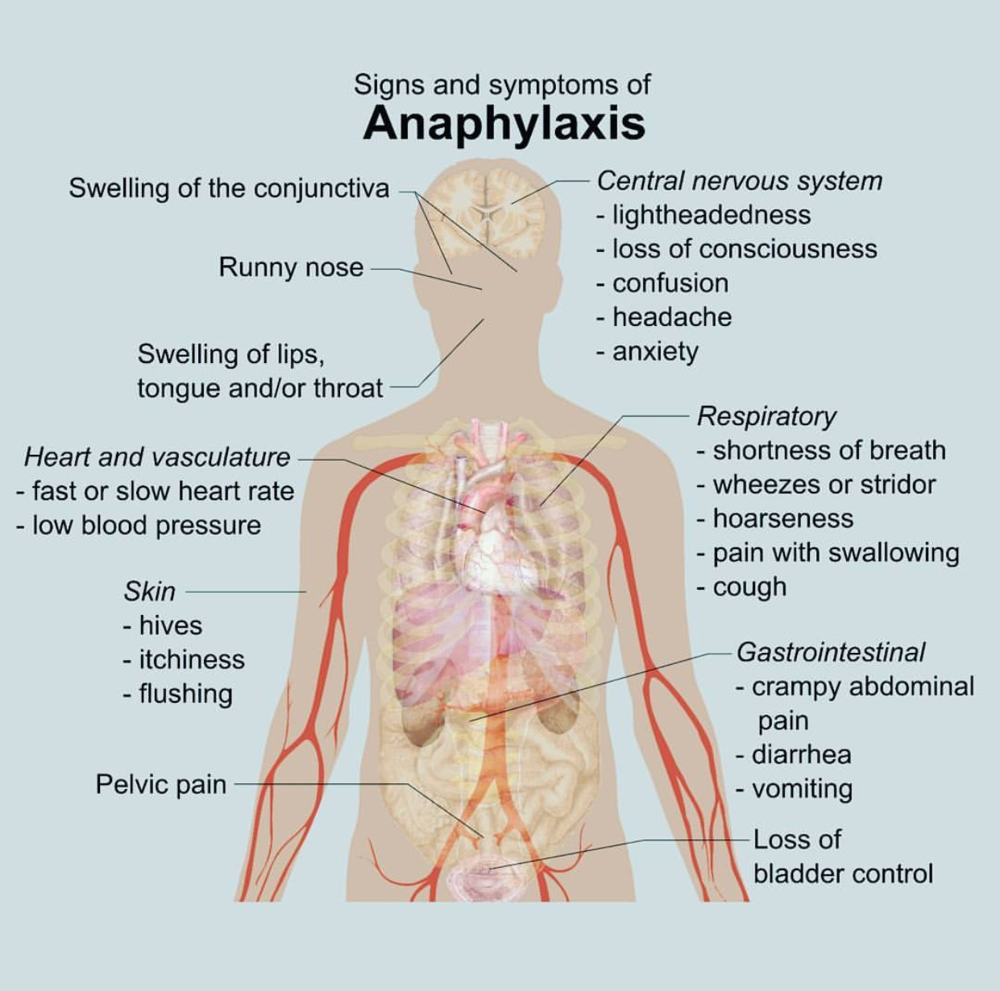 Signs and symptoms of
Anaphylaxis
Swelling of the conjunctiva
Runny nose
Swelling of lips,
tongue and/or throat
Heart and vasculature
- fast or slow heart rate
- low blood pressure
Skin
- hives
- itchiness
- flushing
Pelvic pain
Central nervous system
- lightheadedness
- loss of consciousness
- confusion
- headache
- anxiety
Respiratory
- shortness of breath
- wheezes or stridor
- hoarseness
- pain with swallowing
- cough
Gastrointestinal
- crampy abdominal
pain
- diarrhea
- vomiting
Loss of
bladder control